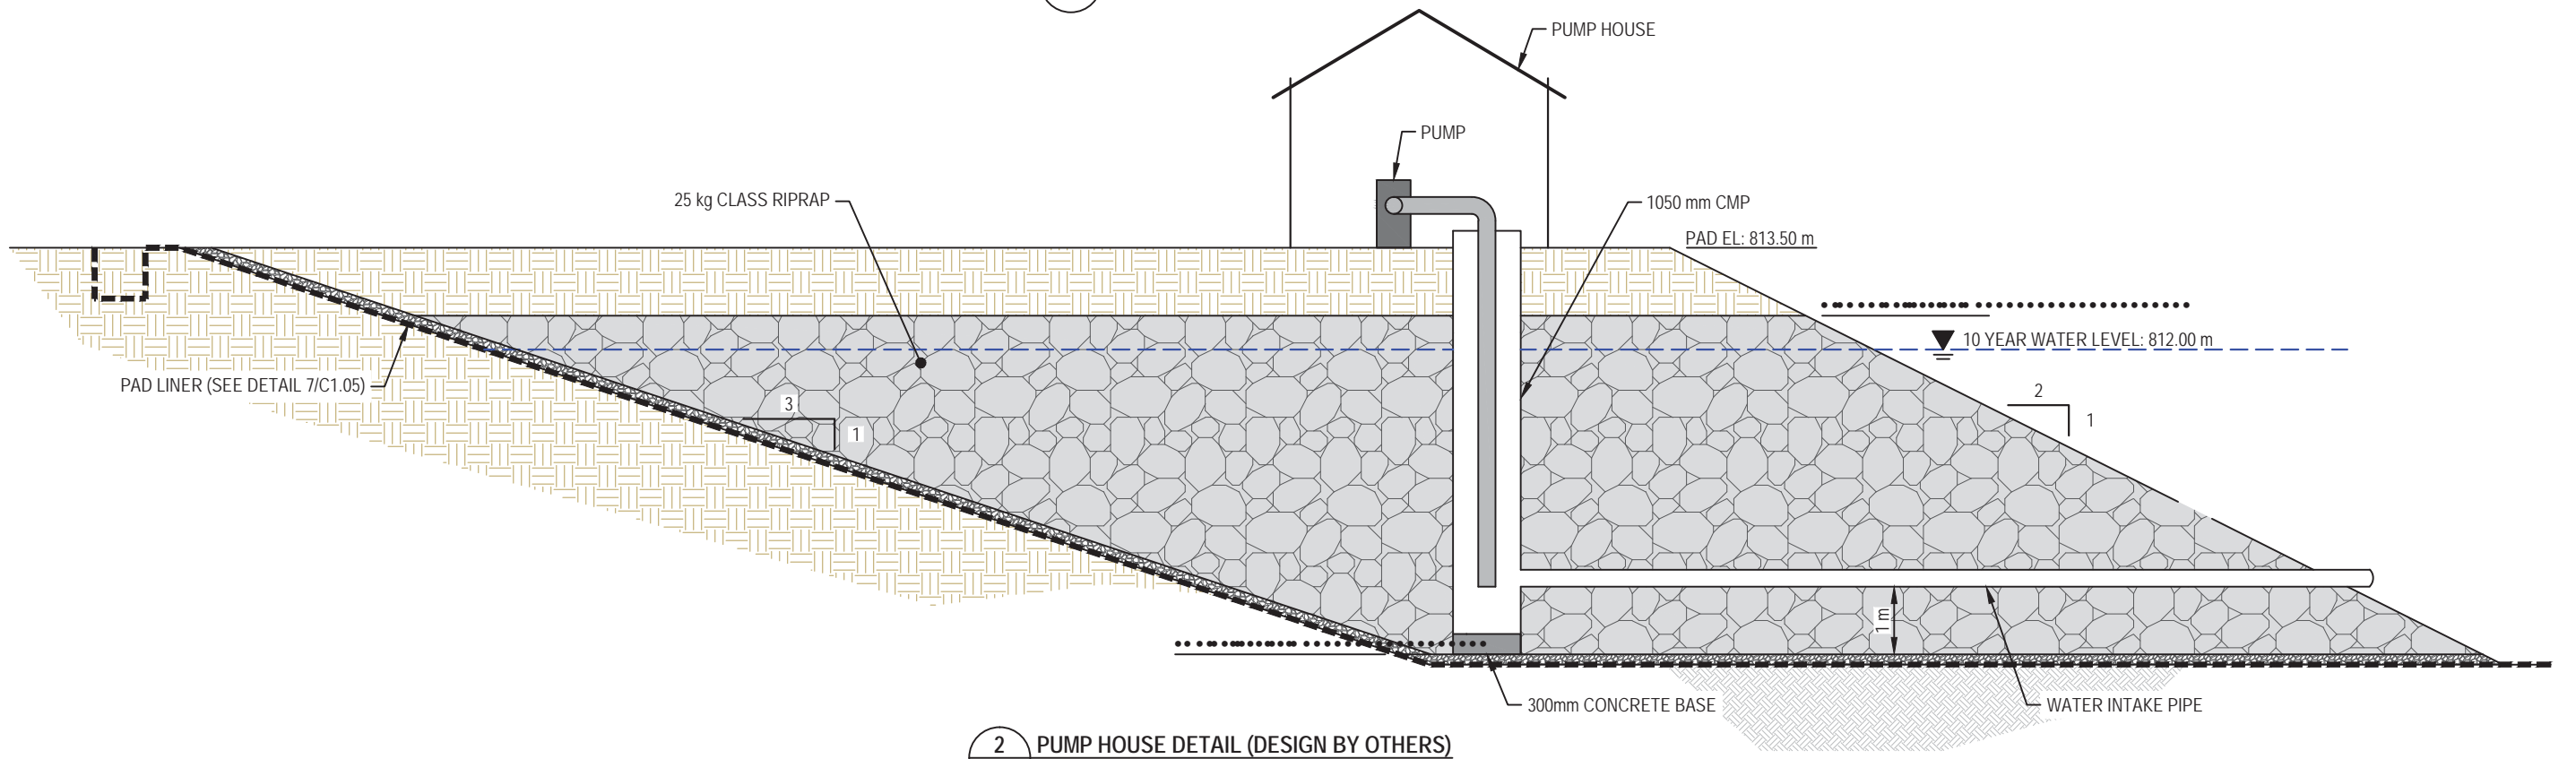 PUMP HOUSE
PUMP
25 kg CLASS RIPRAP
1050 mm CMP
PAD EL: 813.50 m
10 YEAR WATER LEVEL: 812.00 m
PAD LINER (SEE DETAIL 7/C1.05)
3
1
2
1
1 m
300mm CONCRETE BASE
WATER INTAKE PIPE
2 PUMP HOUSE DETAIL (DESIGN BY OTHERS)